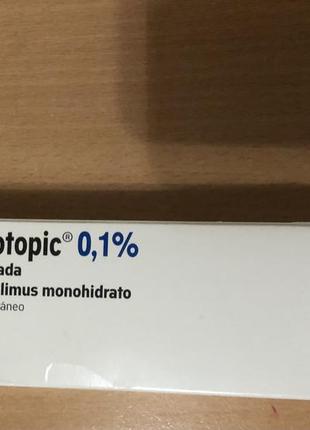 otopic® 0,1%
ada
limus monohidrato
áneo